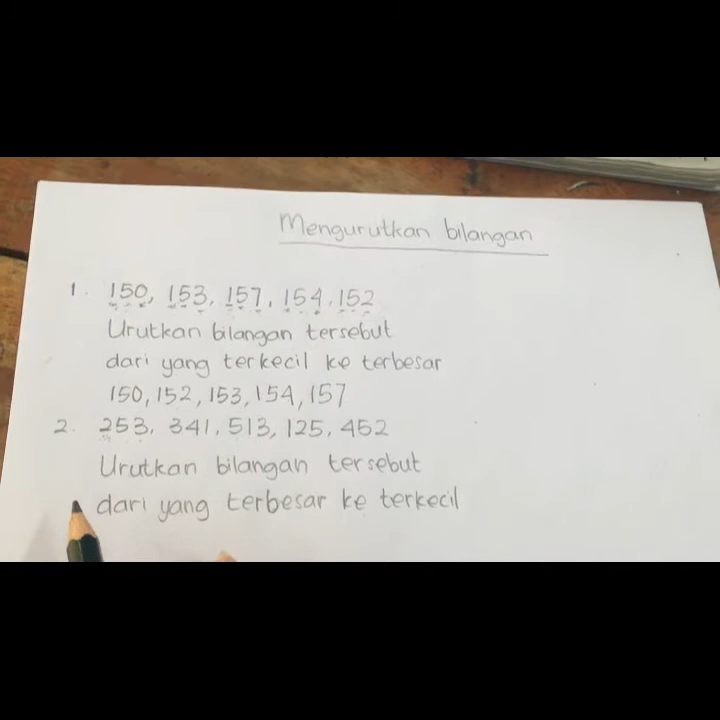 Mengurutkan bilangan
1. 150, 153, 157, 154, 152
Urutkan bilangan tersebut
dari yang terkecil ke terbesar
150, 152, 153, 154, 157
2. 253, 341, 513, 125, 452
Urutkan bilangan tersebut
dari yang terbesar ke terkecil